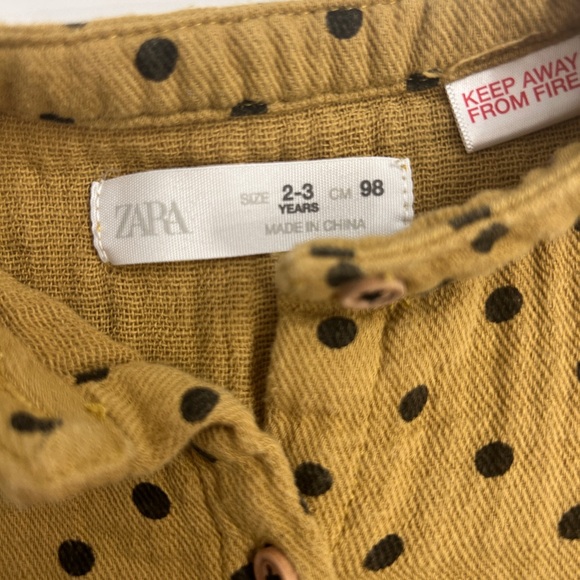 KEEP AWAY
FROM FIRE
ZARA
SIZE 2-3 CM 98
YEARS
MADE IN CHINA